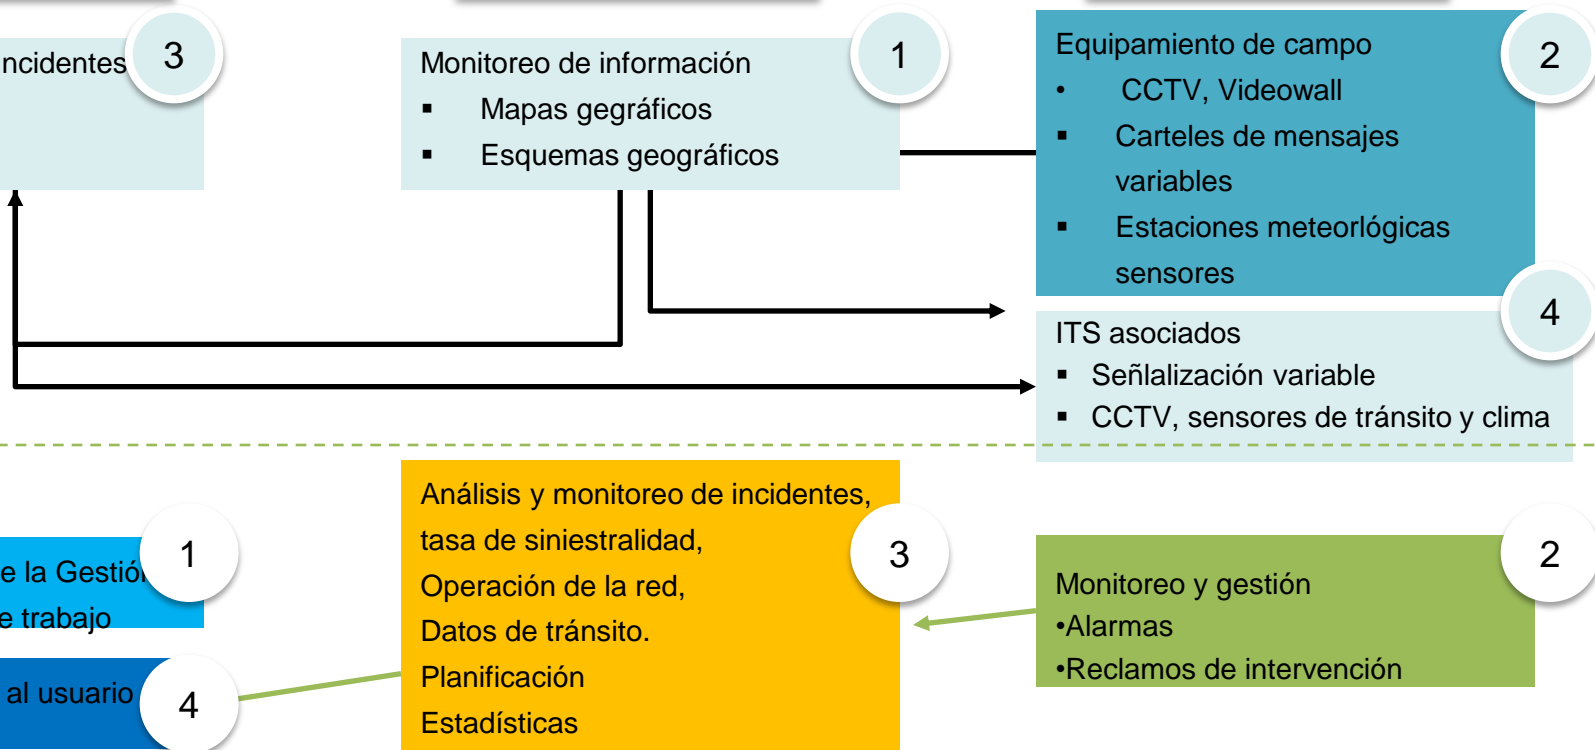 ncidentes
3
Monitoreo de información
▪ Mapas gegráficos
▪ Esquemas geográficos
1
Equipamiento de campo
• CCTV, Videowall
▪ Carteles de mensajes
variables
▪ Estaciones meteorlógicas
sensores
2
ITS asociados
▪ Señlalización variable
▪ CCTV, sensores de tránsito y clima
4
e la Gestión
e trabajo
1
al usuario
4
Análisis y monitoreo de incidentes,
tasa de siniestralidad,
Operación de la red,
Datos de tránsito.
Planificación
Estadísticas
3
Monitoreo y gestión
•Alarmas
•Reclamos de intervención
2